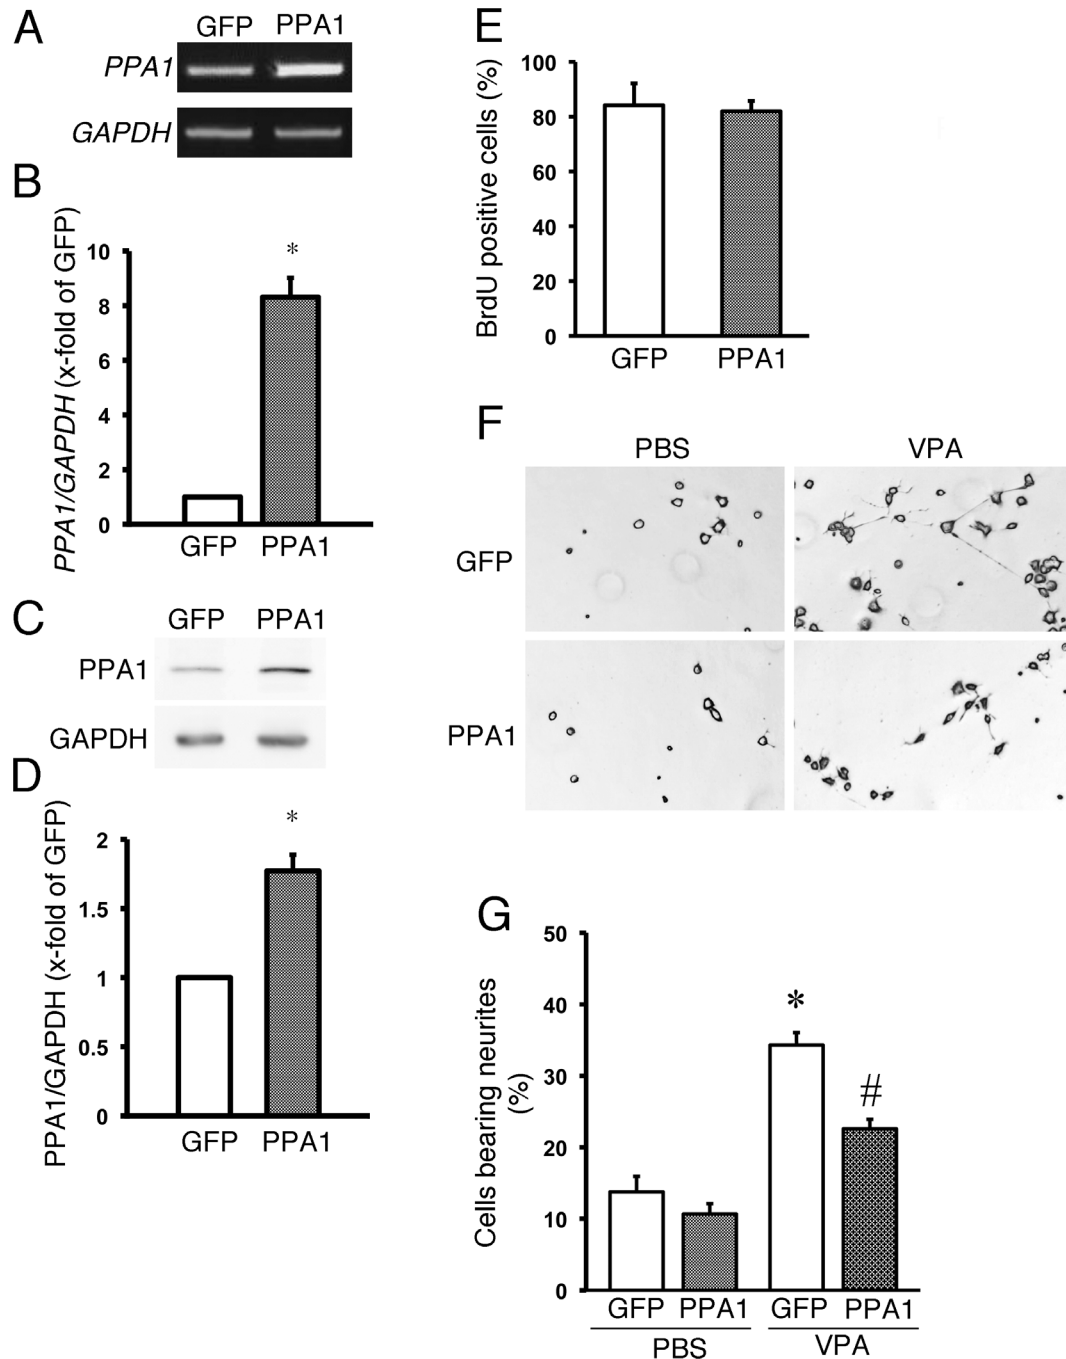 A
GFP PPA1
PPA1
GAPDH
B
PPA1/GAPDH (x-fold of GFP)
10
8
6
4
2
0
*
GFP PPA1
C
GFP PPA1
PPA1
GAPDH
D
PPA1/GAPDH (x-fold of GFP)
2
1.5
1
0.5
0
*
GFP PPA1
E
BrdU positive cells (%)
100
80
60
40
20
0
GFP PPA1
F
PBS VPA
GFP
PPA1
G
Cells bearing neurites
(%)
50
40
30
20
10
0
*
#
GFP PPA1 GFP PPA1
PBS VPA